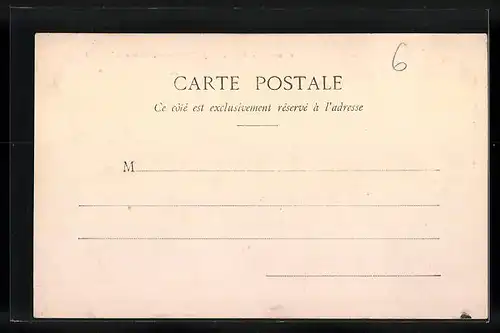 6
CARTE POSTALE
Ce côté est exclusivement réservé à l'adresse
M